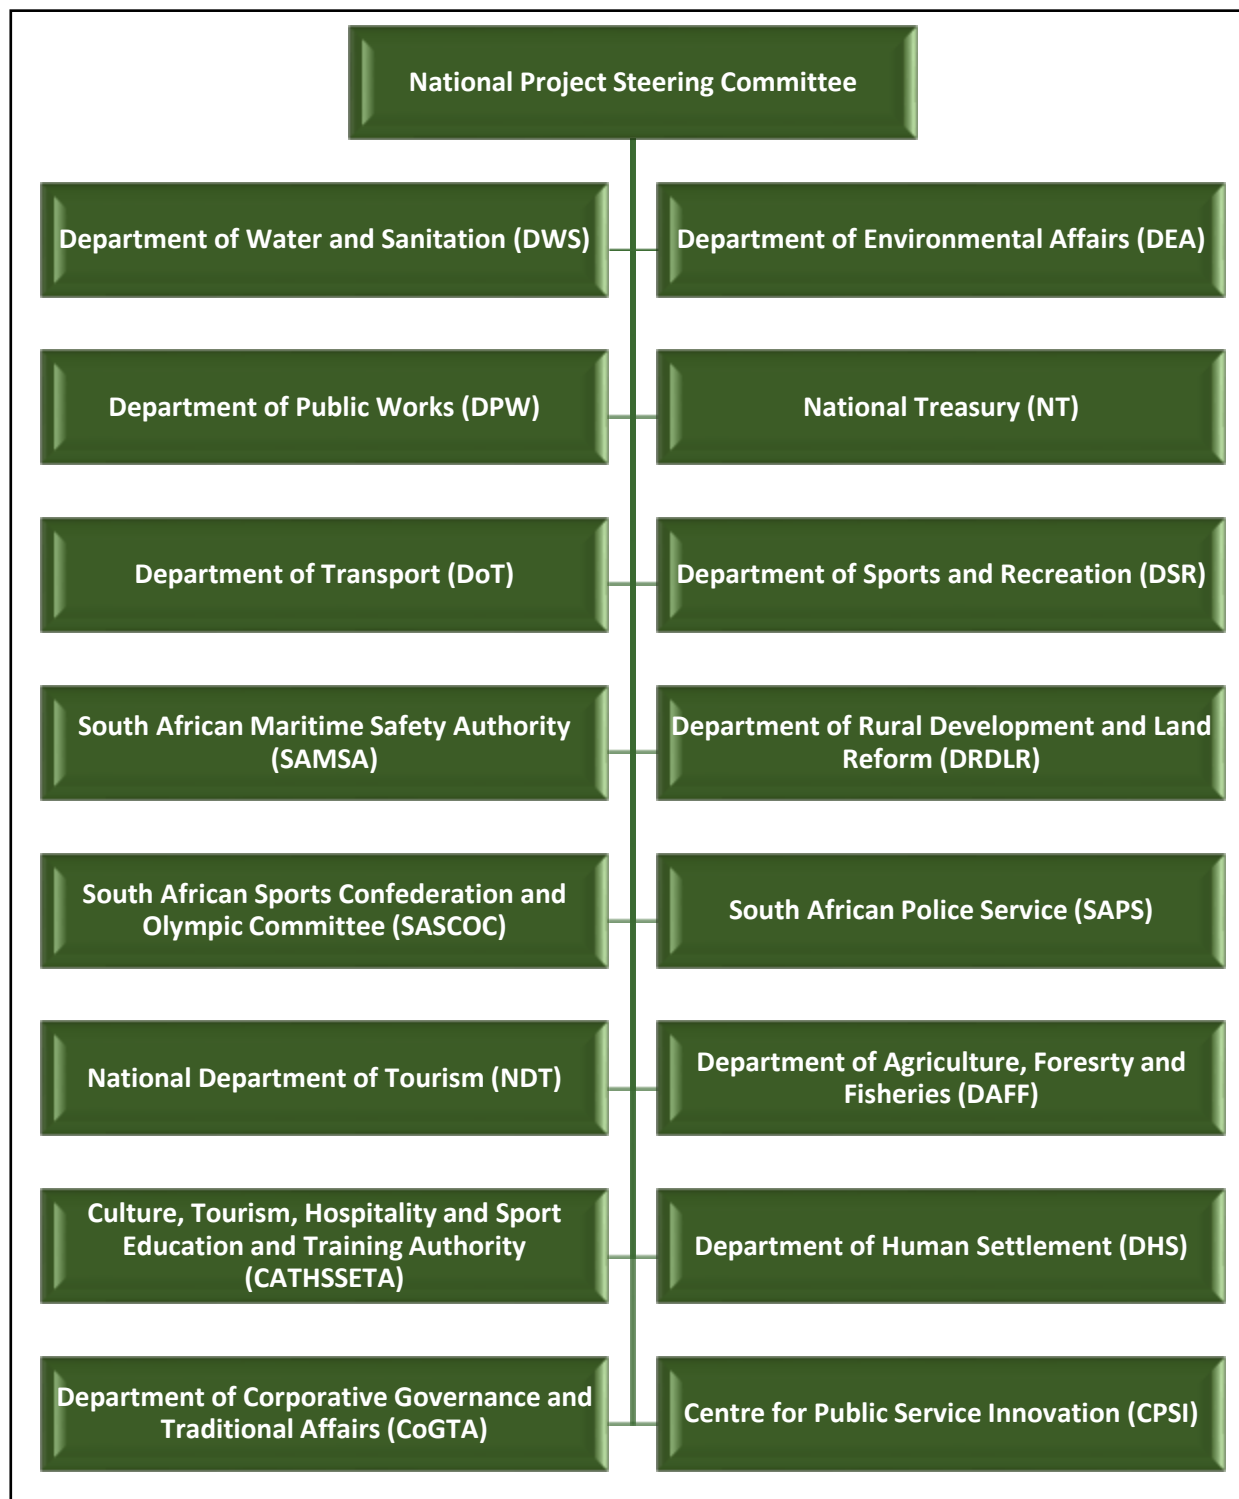 National Project Steering Committee
Department of Water and Sanitation (DWS)
Department of Environmental Affairs (DEA)
Department of Public Works (DPW)
National Treasury (NT)
Department of Transport (DoT)
Department of Sports and Recreation (DSR)
South African Maritime Safety Authority
(SAMSA)
Department of Rural Development and Land
Reform (DRDLR)
South African Sports Confederation and
Olympic Committee (SASCOC)
South African Police Service (SAPS)
National Department of Tourism (NDT)
Department of Agriculture, Foresrty and
Fisheries (DAFF)
Culture, Tourism, Hospitality and Sport
Education and Training Authority
(CATHSSETA)
Department of Human Settlement (DHS)
Department of Corporative Governance and
Traditional Affairs (CoGTA)
Centre for Public Service Innovation (CPSI)